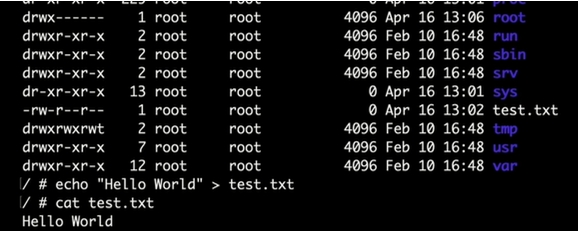 drwx------    1 root     root          4096 Apr 16 13:06 root
drwxr-xr-x    2 root     root          4096 Feb 10 16:48 run
drwxr-xr-x    2 root     root          4096 Feb 10 16:48 sbin
drwxr-xr-x    2 root     root          4096 Feb 10 16:48 srv
dr-xr-xr-x   13 root     root             0 Apr 16 13:01 sys
-rw-r--r--    1 root     root             0 Apr 16 13:02 test.txt
drwxrwxrwt    2 root     root          4096 Feb 10 16:48 tmp
drwxr-xr-x    7 root     root          4096 Feb 10 16:48 usr
drwxr-xr-x   12 root     root          4096 Feb 10 16:48 var
/ # echo "Hello World" > test.txt
/ # cat test.txt
Hello World